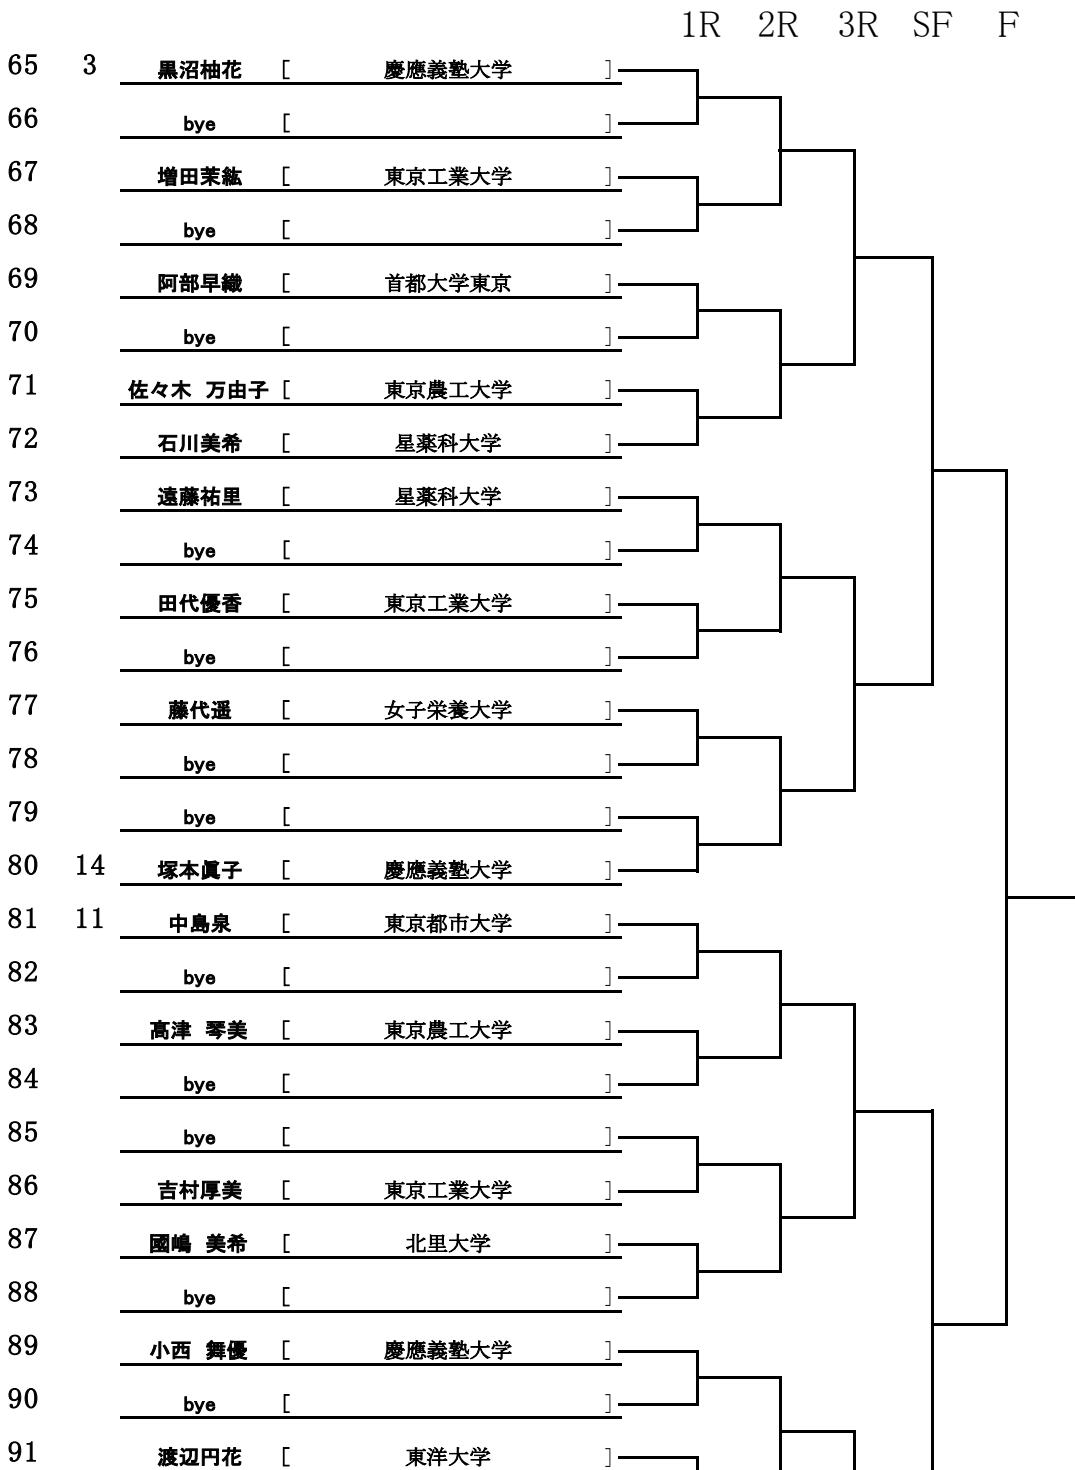 1R 2R 3R SF F
65 3 黒沼柚花 [ 慶應義塾大学 ]
66 bye [ ]
67 増田茉紘 [ 東京工業大学 ]
68 bye [ ]
69 阿部早織 [ 首都大学東京 ]
70 bye [ ]
71 佐々木 万由子 [ 東京農工大学 ]
72 石川美希 [ 星薬科大学 ]
73 遠藤祐里 [ 星薬科大学 ]
74 bye [ ]
75 田代優香 [ 東京工業大学 ]
76 bye [ ]
77 藤代遥 [ 女子栄養大学 ]
78 bye [ ]
79 bye [ ]
80 14 塚本眞子 [ 慶應義塾大学 ]
81 11 中島泉 [ 東京都市大学 ]
82 bye [ ]
83 髙津 琴美 [ 東京農工大学 ]
84 bye [ ]
85 bye [ ]
86 吉村厚美 [ 東京工業大学 ]
87 國嶋 美希 [ 北里大学 ]
88 bye [ ]
89 小西 舞優 [ 慶應義塾大学 ]
90 bye [ ]
91 渡辺円花 [ 東洋大学 ]